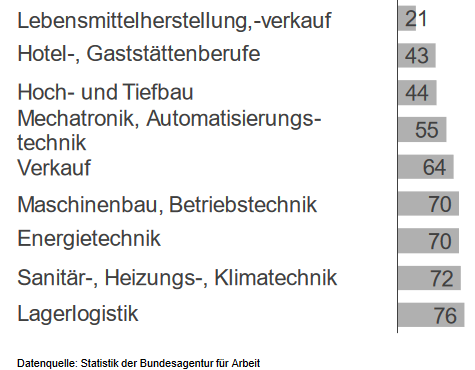 Lebensmittelherstellung,-verkauf 21
Hotel-, Gaststättenberufe 43
Hoch- und Tiefbau 44
Mechatronik, Automatisierungs-
technik 55
Verkauf 64
Maschinenbau, Betriebstechnik 70
Energietechnik 70
Sanitär-, Heizungs-, Klimatechnik 72
Lagerlogistik 76
Datenquelle: Statistik der Bundesagentur für Arbeit